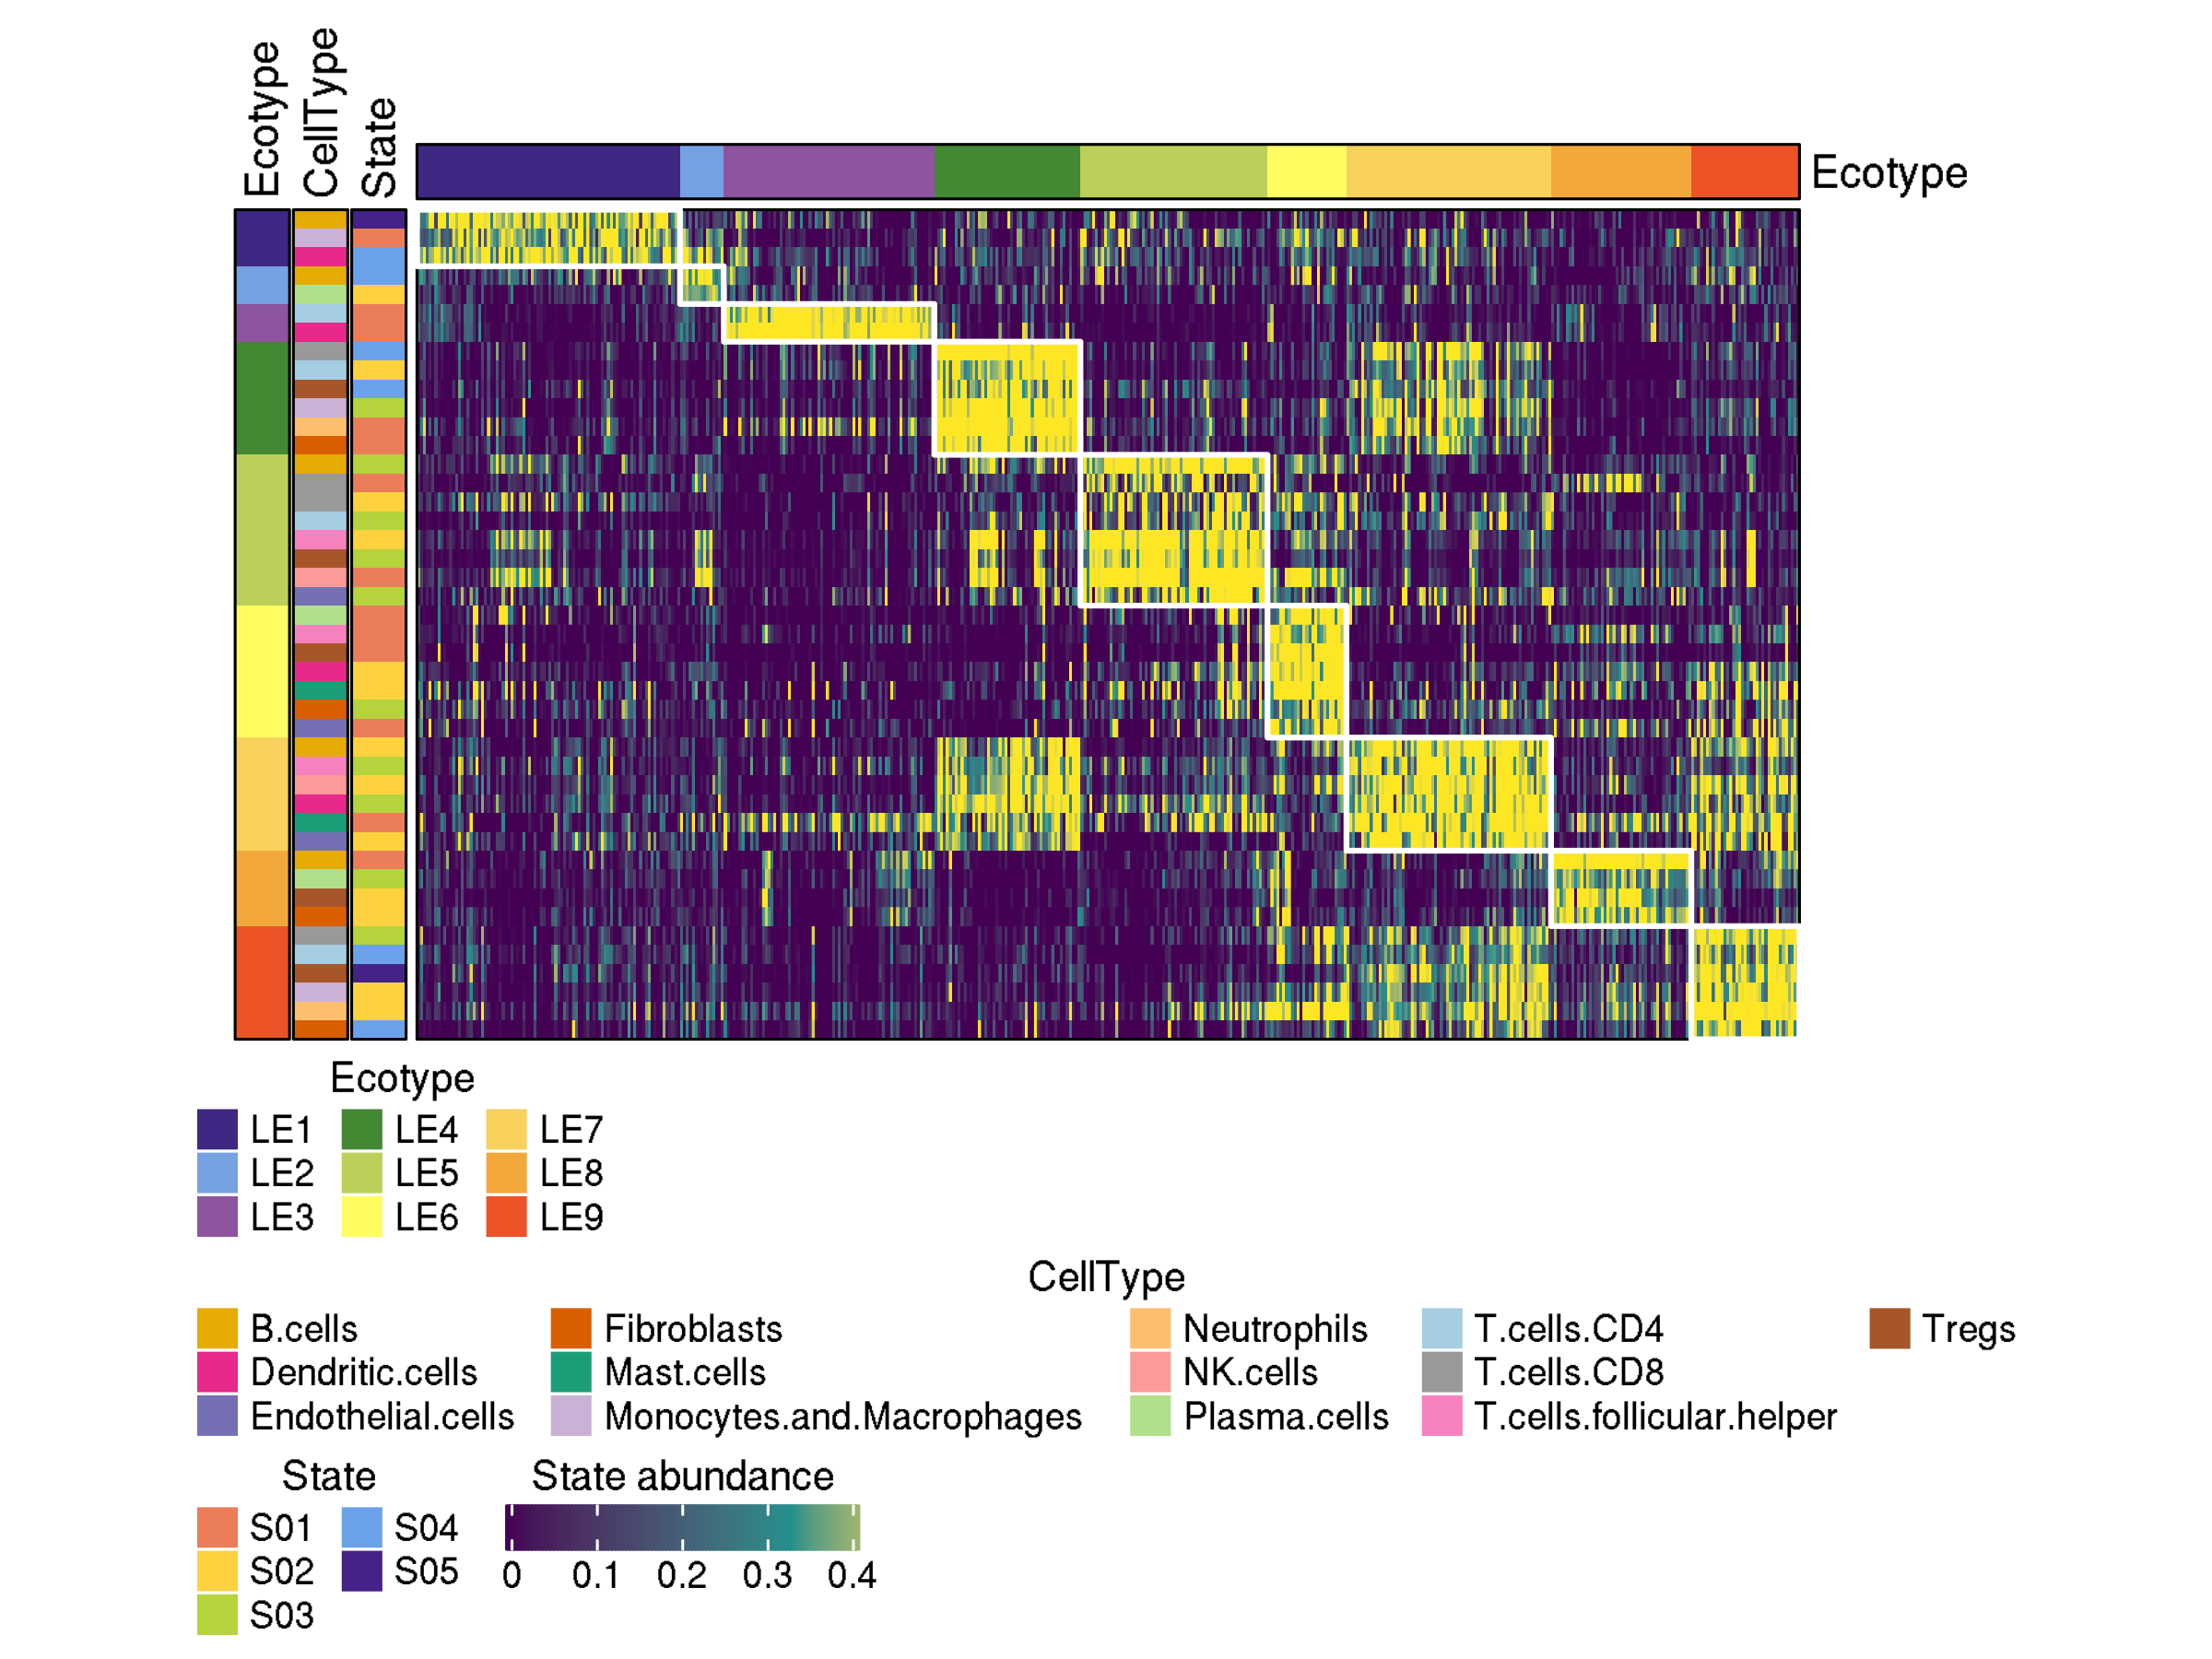 Ecotype
CellType
State
Ecotype
Ecotype
LE1 LE4 LE7
LE2 LE5 LE8
LE3 LE6 LE9
CellType
B.cells Fibroblasts Neutrophils T.cells.CD4 Tregs
Dendritic.cells Mast.cells NK.cells T.cells.CD8
Endothelial.cells Monocytes.and.Macrophages Plasma.cells T.cells.follicular.helper
State State abundance
S01 S04
S02 S05 0 0.1 0.2 0.3 0.4
S03